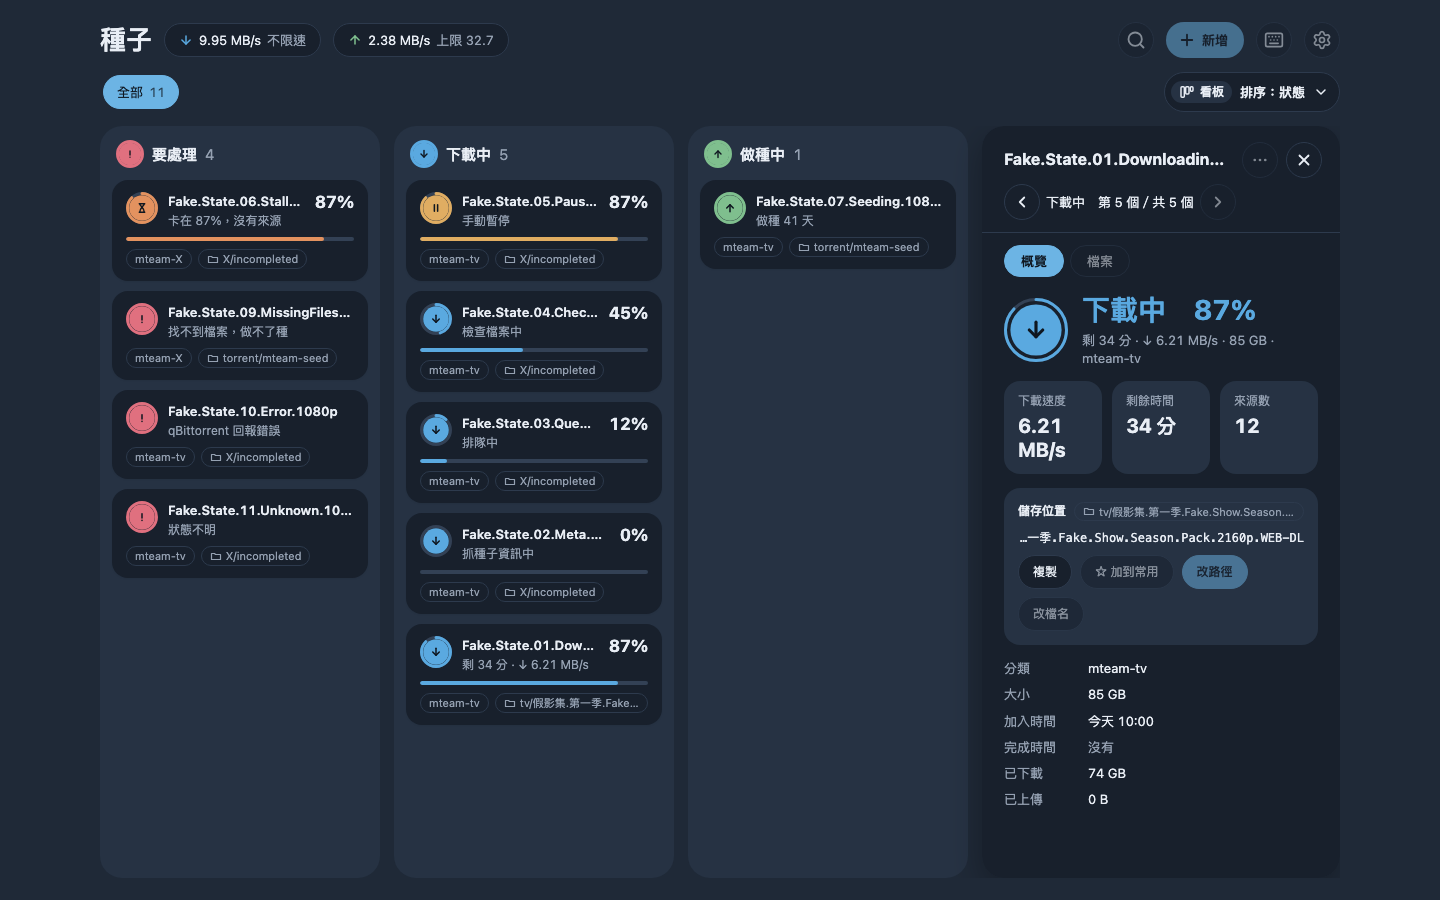 種子
9.95 MB/s 不限速
2.38 MB/s 上限 32.7
新增
全部 11
看板 排序：狀態
要處理 4
Fake.State.06.Stall... 87%
卡在 87%，沒有來源
mteam-X X/incompleted
Fake.State.09.MissingFiles...
找不到檔案，做不了種
mteam-X torrent/mteam-seed
Fake.State.10.Error.1080p
qBittorrent 回報錯誤
mteam-tv X/incompleted
Fake.State.11.Unknown.10...
狀態不明
mteam-tv X/incompleted
下載中 5
Fake.State.05.Paus... 87%
手動暫停
mteam-tv X/incompleted
Fake.State.04.Chec... 45%
檢查檔案中
mteam-tv X/incompleted
Fake.State.03.Que... 12%
排隊中
mteam-tv X/incompleted
Fake.State.02.Meta.... 0%
抓種子資訊中
mteam-tv X/incompleted
Fake.State.01.Dow... 87%
剩 34 分 · ↓ 6.21 MB/s
mteam-tv tv/假影集.第一季.Fake...
做種中 1
Fake.State.07.Seeding.108...
做種 41 天
mteam-tv torrent/mteam-seed
Fake.State.01.Downloadin...
下載中 第 5 個 / 共 5 個
概覽 檔案
下載中 87%
剩 34 分 · ↓ 6.21 MB/s · 85 GB ·
mteam-tv
下載速度 剩餘時間 來源數
6.21 34 分 12
MB/s
儲存位置 tv/假影集.第一季.Fake.Show.Season....
…一季.Fake.Show.Season.Pack.2160p.WEB-DL
複製 加到常用 改路徑
改檔名
分類 mteam-tv
大小 85 GB
加入時間 今天 10:00
完成時間 沒有
已下載 74 GB
已上傳 0 B